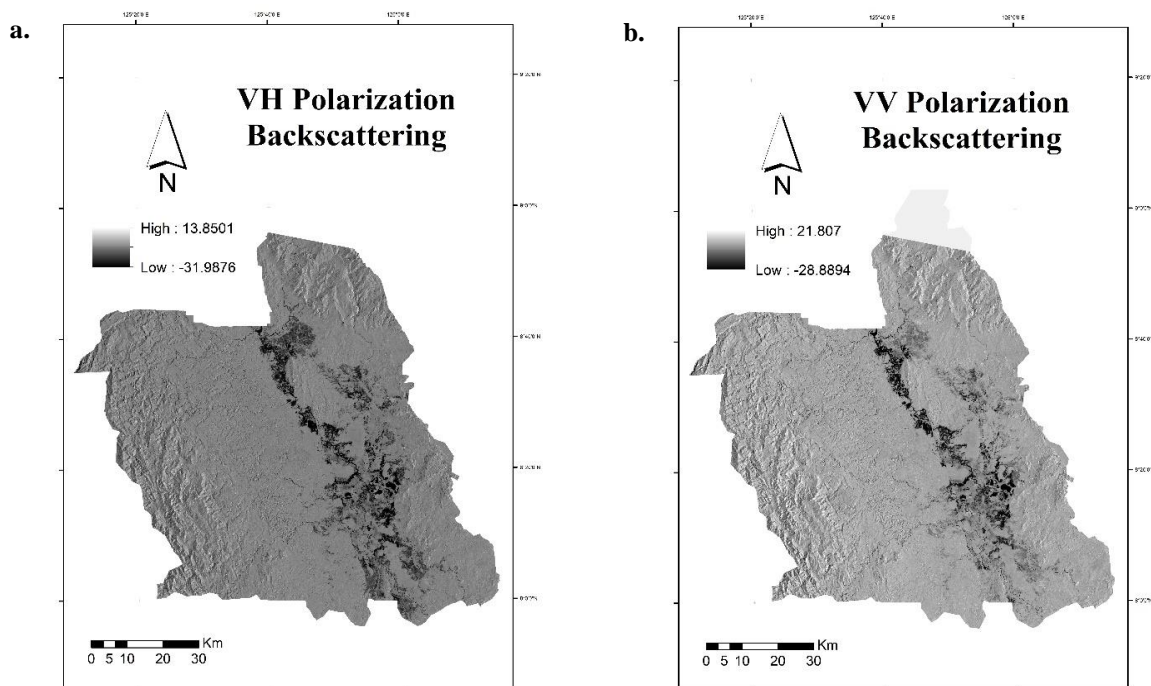 a.
VH Polarization
Backscattering
N
High : 13.8501
Low : -31.9876
Km
0 5 10 20 30
b.
VV Polarization
Backscattering
N
High : 21.807
Low : -28.8894
Km
0 5 10 20 30